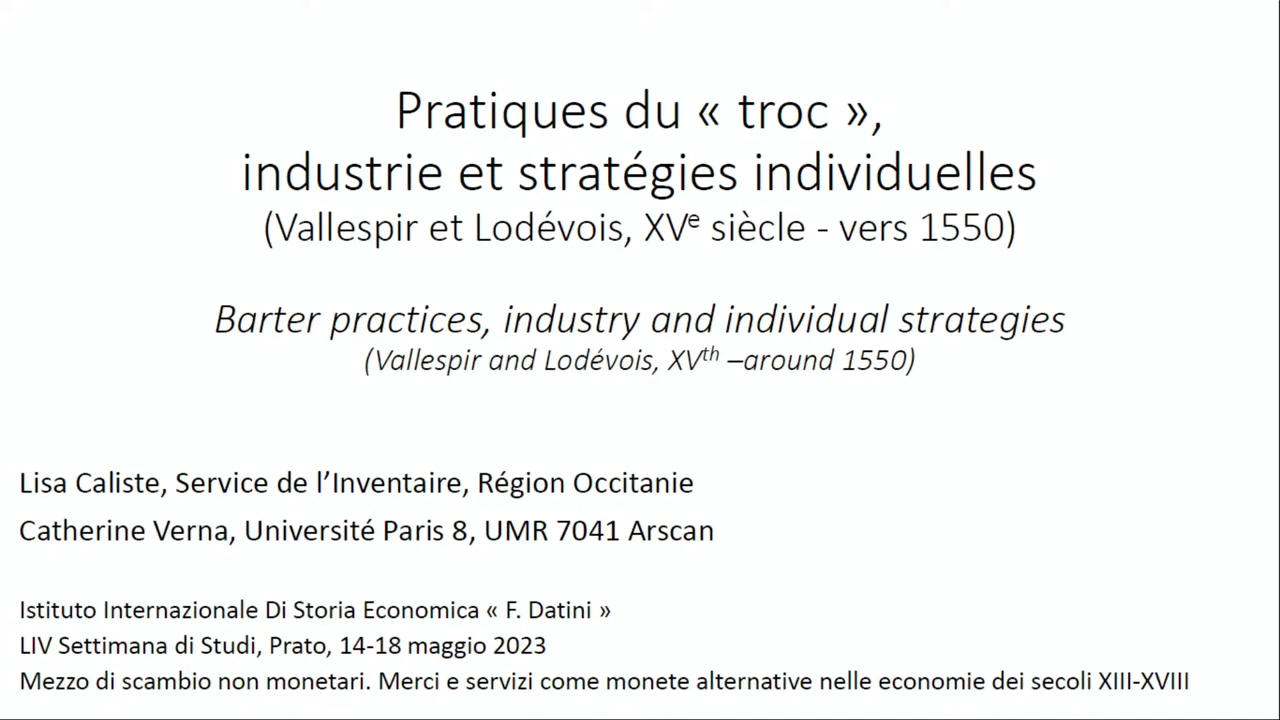 Pratiques du « troc »,
industrie et stratégies individuelles
(Vallespir et Lodévois, XVe siècle - vers 1550)
Barter practices, industry and individual strategies
(Vallespir and Lodévois, XVth –around 1550)
Lisa Caliste, Service de l’Inventaire, Région Occitanie
Catherine Verna, Université Paris 8, UMR 7041 Arscan
Istituto Internazionale Di Storia Economica « F. Datini »
LIV Settimana di Studi, Prato, 14-18 maggio 2023
Mezzo di scambio non monetari. Merci e servizi come monete alternative nelle economie dei secoli XIII-XVIII